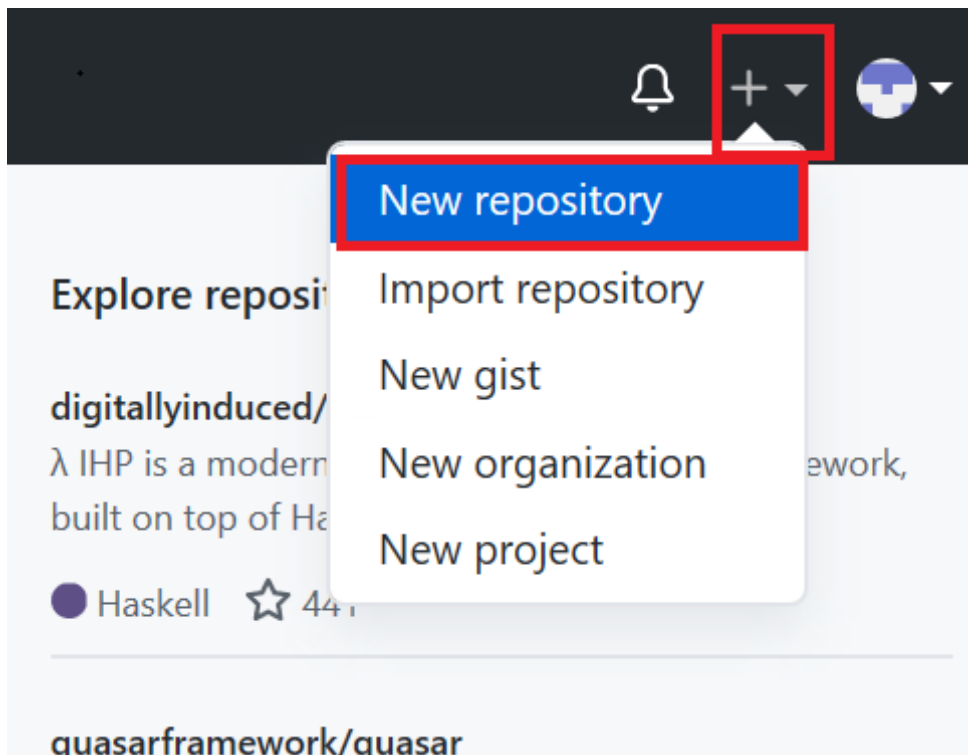 New repository
Explore reposi
Import repository
New gist
digitallyinduced/
λ IHP is a modern
New organization
ework,
built on top of Ha
New project
Haskell
quasarframework/quasar